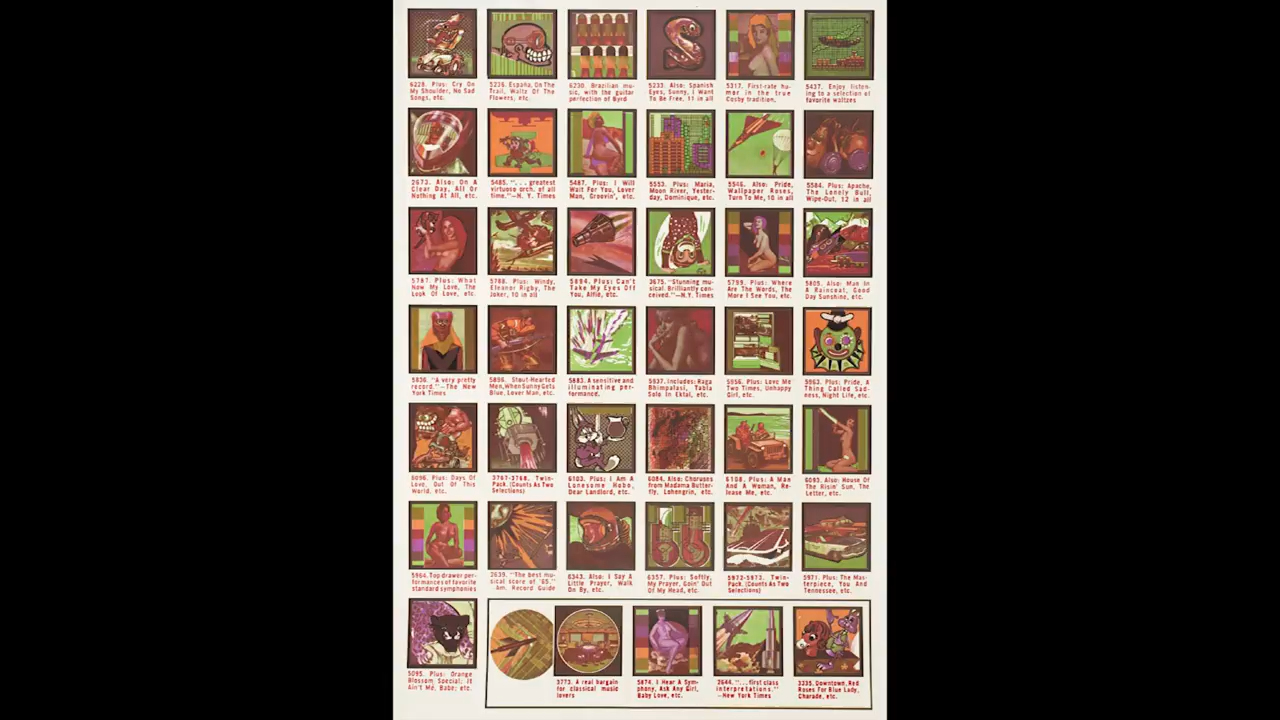 6228. Plus: Cry On
My Shoulder, No Sad
Songs, etc.
5226. España, On The
Trail, Waltz Of The
Flowers, etc.
6230. Brazilian mu-
sic, with the guitar
perfection of Byrd
5233. Also: Spanish
Eyes, Sunny, I Want
To Be Free, 11 in all
5317. First-rate hu-
mor in the true
Cosby tradition,
5437. Enjoy listen-
ing to a selection of
favorite waltzes
2673. Also: On A
Clear Day, All Or
Nothing At All, etc.
5485. "... greatest
virtuoso orch. of all
time."—N. Y. Times
5487. Plus: I Will
Wait For You, Lover
Man, Groovin', etc.
5553. Plus: Maria,
Moon River, Yester-
day, Dominique, etc.
5546. Also: Pride,
Wallpaper Roses,
Turn To Me, 10 in all
5584. Plus: Apache,
The Lonely Bull,
Wipe-Out, 12 in all
5787. Plus: What
Now My Love, The
Look Of Love, etc.
5788. Plus: Windy,
Eleanor Rigby, The
Joker, 10 in all
5894. Plus: Can't
Take My Eyes Off
You, Alfie, etc.
3675. "Stunning mu-
sical. Brilliantly con-
ceived."—N.Y. Times
5799. Plus: Where
Are The Words, The
More I See You, etc.
5805. Also: Man In
A Raincoat, Good
Day Sunshine, etc.
5836. "A very pretty
record."—The New
York Times
5896. Stout-Hearted
Men, When Sunny Gets
Blue, Lover Man, etc.
5883. A sensitive and
illuminating per-
formance.
5937. Includes: Raga
Bhimpalasi, Tabla
Solo In Ektal, etc.
5956. Plus: Love Me
Two Times, Unhappy
Girl, etc.
5963. Plus: Pride, A
Thing Called Sad-
ness, Night Life, etc.
6096. Plus: Days Of
Love, Out Of This
World, etc.
3767-3768. Twin-
Pack. (Counts As Two
Selections)
6103. Plus: I Am A
Lonesome Hobo,
Dear Landlord, etc.
6084. Also: Choruses
from Madama Butter-
fly, Lohengrin, etc.
6108. Plus: A Man
And A Woman, Re-
lease Me, etc.
6093. Also: House Of
The Risin' Sun, The
Letter, etc.
5964. Top drawer per-
formances of favorite
standard symphonies
2639. "The best mu-
sical score of '65."
—Am. Record Guide
6343. Also: I Say A
Little Prayer, Walk
On By, etc.
6357. Plus: Softly,
My Prayer, Goin' Out
Of My Head, etc.
5972-5973. Twin-
Pack. (Counts As Two
Selections)
5971. Plus: The Mas-
terpiece, You And
Tennessee, etc.
5095. Plus: Orange
Blossom Special; It
Ain't Me, Babe; etc.
3773. A real bargain
for classical music
lovers
5874. I Hear A Sym-
phony, Ask Any Girl,
Baby Love, etc.
2644. "...first class
interpretations."
—New York Times
3235. Downtown, Red
Roses For Blue Lady,
Charade, etc.